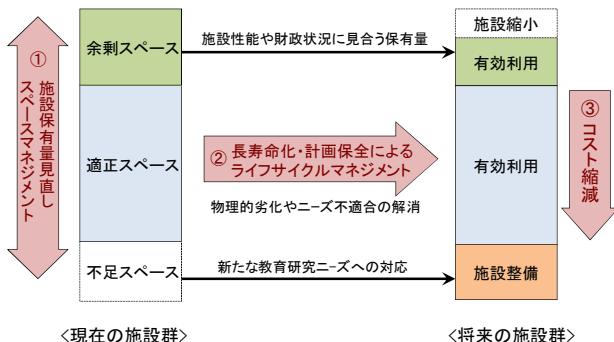 ①
施設保有量見直し
スペースマネジメント
余剰スペース
適正スペース
不足スペース
<現在の施設群>
施設性能や財政状況に見合う保有量
②長寿命化・計画保全による
ライフサイクルマネジメント
物理的劣化やニーズ不適合の解消
新たな教育研究ニーズへの対応
施設縮小
有効利用
有効利用
施設整備
<将来の施設群>
③
コスト縮減